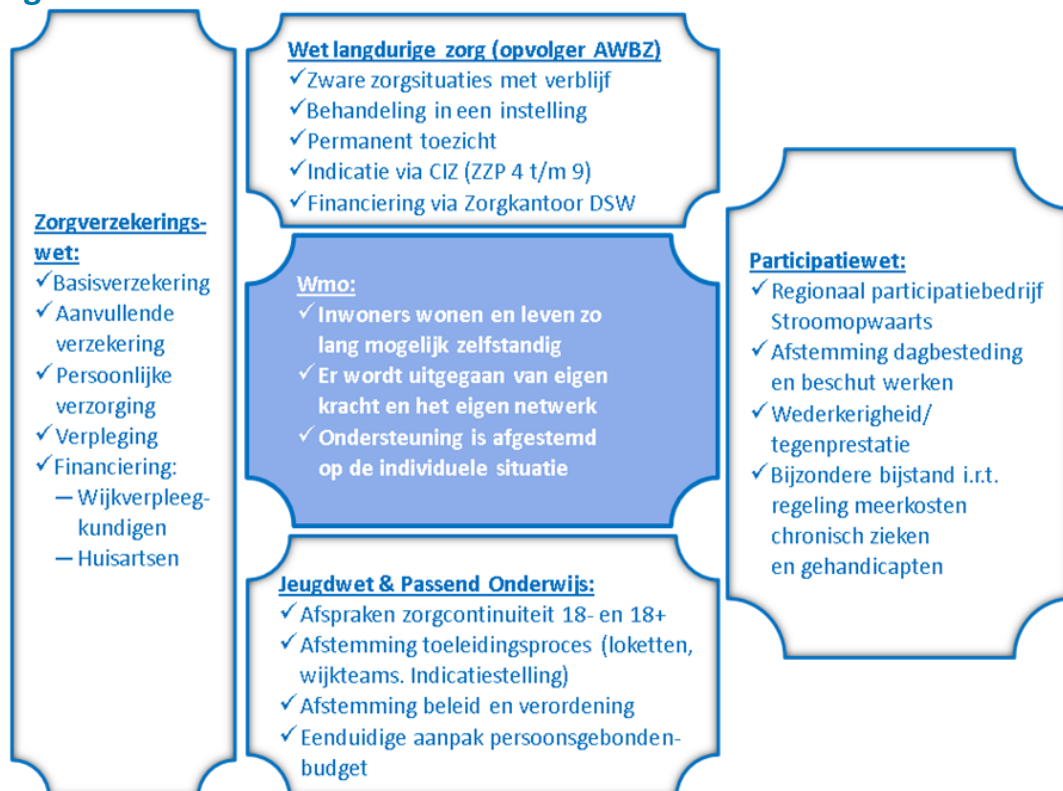 Zorgverzekerings-
wet:
✓Basisverzekering
✓Aanvullende
verzekering
✓Persoonlijke
verzorging
✓Verpleging
✓Financiering:
— Wijkverpleeg-
kundigen
— Huisartsen
Wet langdurige zorg (opvolger AWBZ)
✓Zware zorgsituaties met verblijf
✓Behandeling in een instelling
✓Permanent toezicht
✓Indicatie via CIZ (ZZP 4 t/m 9)
✓Financiering via Zorgkantoor DSW
Wmo:
✓Inwoners wonen en leven zo
lang mogelijk zelfstandig
✓Er wordt uitgegaan van eigen
kracht en het eigen netwerk
✓Ondersteuning is afgestemd
op de individuele situatie
Jeugdwet & Passend Onderwijs:
✓Afspraken zorgcontinuiteit 18- en 18+
✓Afstemming toeleidingsproces (loketten,
wijkteams. Indicatiestelling)
✓Afstemming beleid en verordening
✓Eenduidige aanpak persoonsgebonden-
budget
Participatiewet:
✓Regionaal participatiebedrijf
Stroomopwaarts
✓Afstemming dagbesteding
en beschut werken
✓Wederkerigheid/
tegenprestatie
✓Bijzondere bijstand i.r.t.
regeling meerkosten
chronisch zieken
en gehandicapten